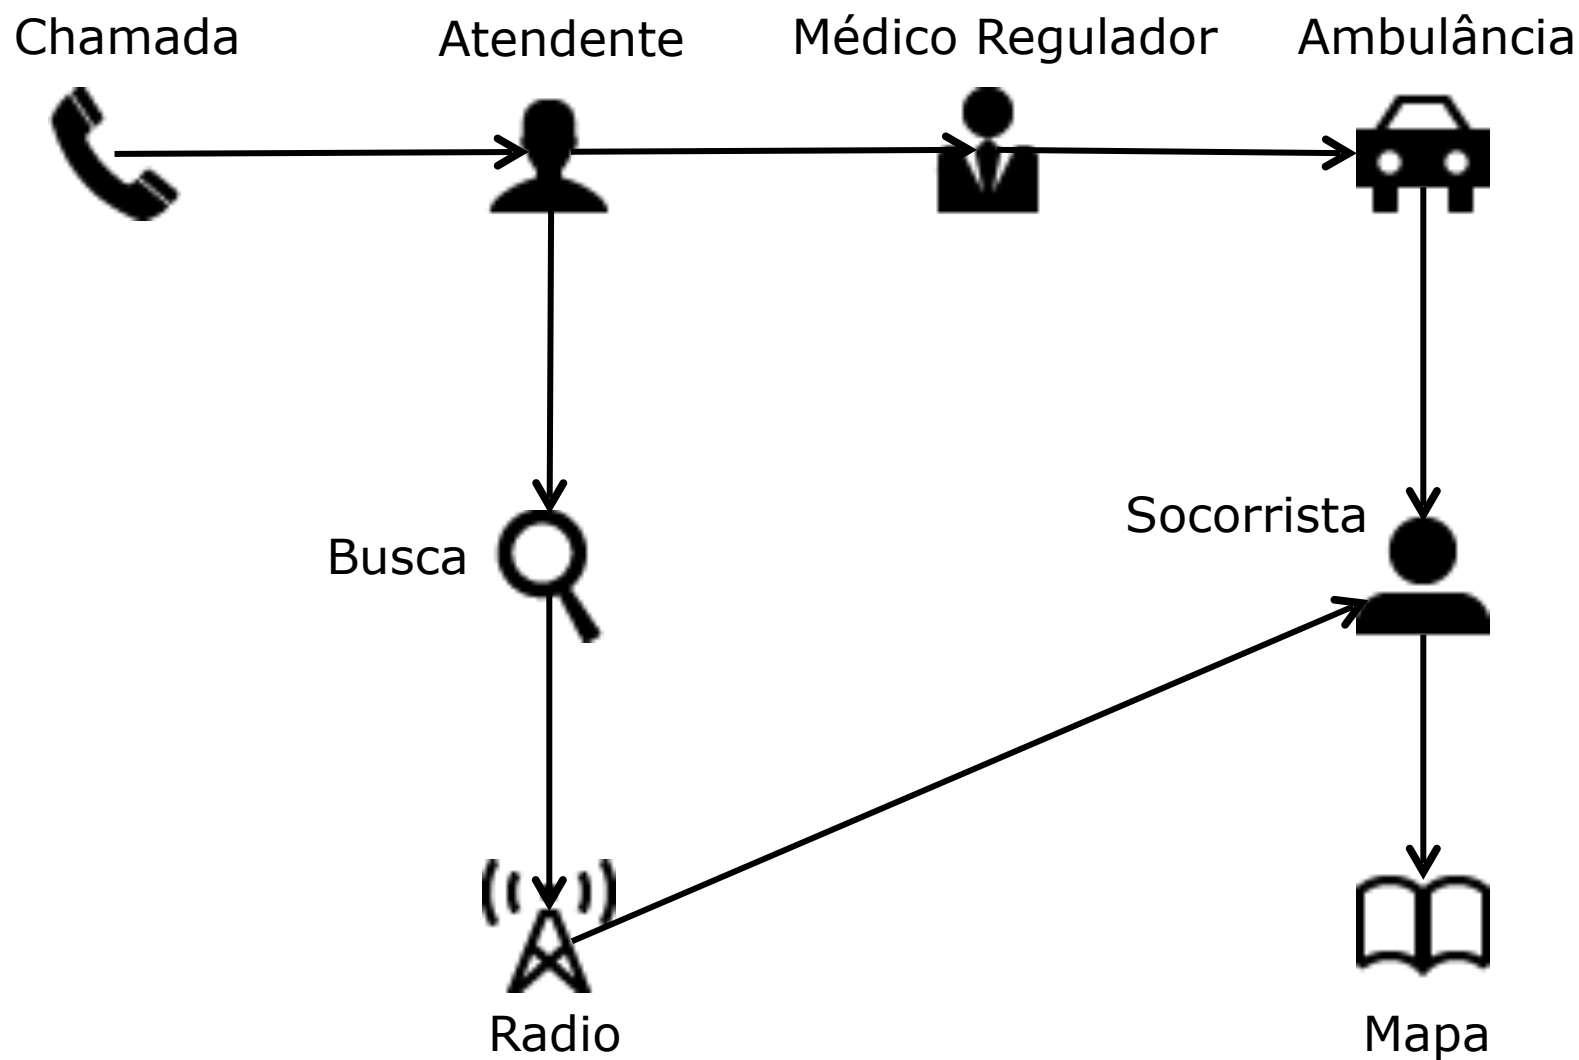 Chamada
Atendente
Médico Regulador
Ambulância
Socorrista
Busca
Radio
Mapa